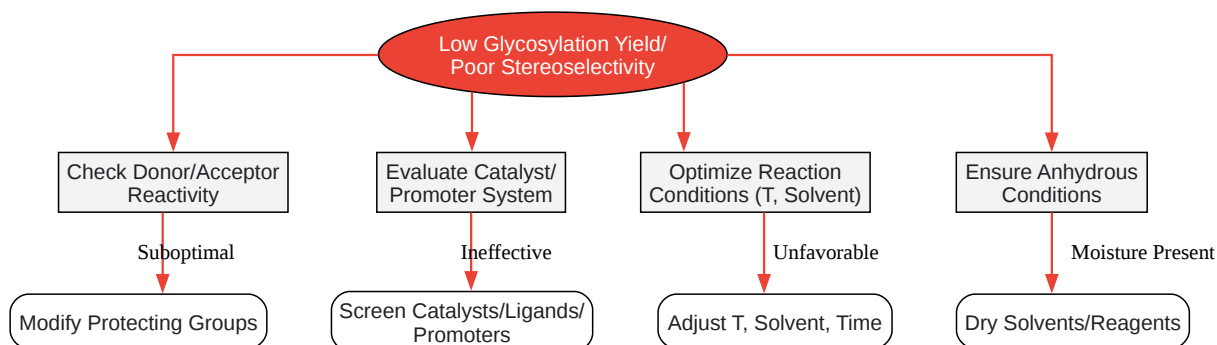 Low Glycosylation Yield/
Poor Stereoselectivity
Check Donor/Acceptor
Reactivity
Evaluate Catalyst/
Promoter System
Optimize Reaction
Conditions (T, Solvent)
Ensure Anhydrous
Conditions
Suboptimal
Ineffective
Unfavorable
Moisture Present
Modify Protecting Groups
Screen Catalysts/Ligands/
Promoters
Adjust T, Solvent, Time
Dry Solvents/Reagents